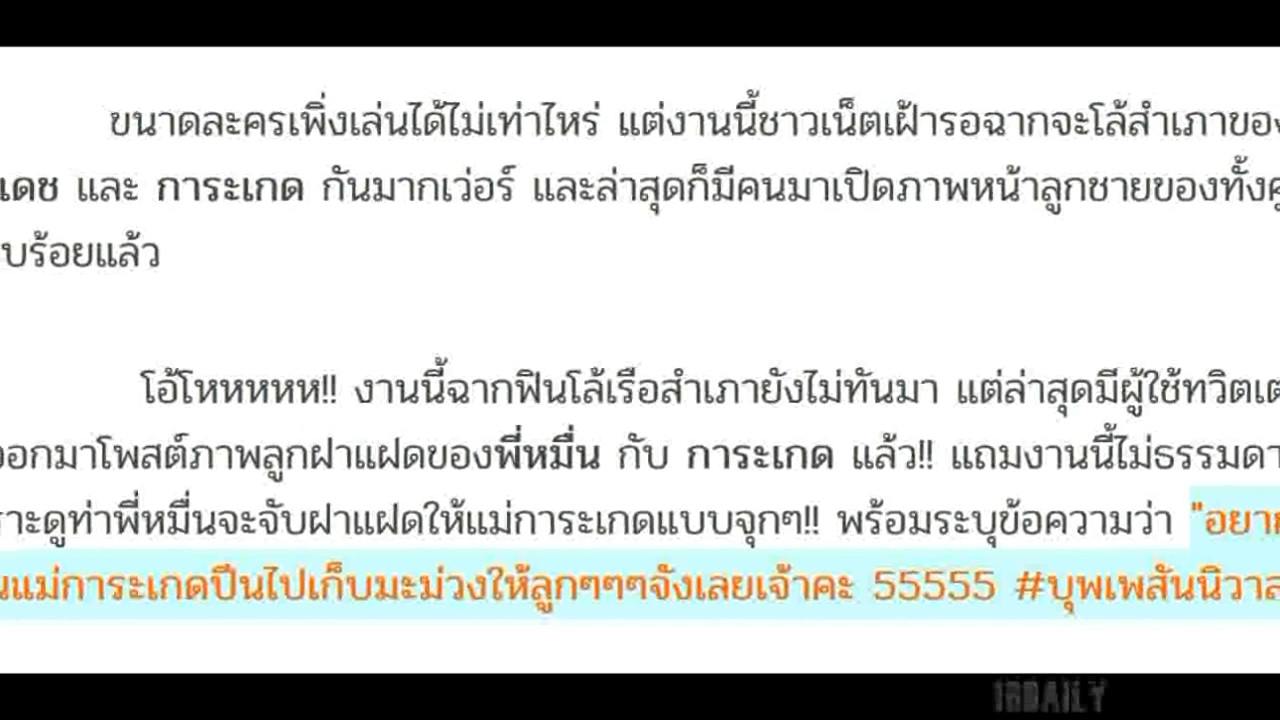 ขนาดละครเพิ่งเล่นได้ไม่เท่าไหร่ แต่งานนี้ชาวเน็ตเฝ้ารอฉากจะโล้สำเภาของ
เดช และ การะเกด กันมากเว่อร์ และล่าสุดก็มีคนมาเปิดภาพหน้าลูกชายของทั้งคู่
บร้อยแล้ว
โอ้โหหหหห!! งานนี้ฉากฟินโล้เรือสำเภายังไม่ทันมา แต่ล่าสุดมีผู้ใช้ทวิตเต
ออกมาโพสต์ภาพลูกฝาแฝดของพี่หมื่น กับ การะเกด แล้ว!! แถมงานนี้ไม่ธรรมดา
ราะดูท่าพี่หมื่นจะจับฝาแฝดให้แม่การะเกดแบบจุกๆ!! พร้อมระบุข้อความว่า "อยาก
นแม่การะเกดปีนไปเก็บมะม่วงให้ลูกๆๆๆจังเลยเจ้าคะ 55555 #บุพเพสันนิวาส